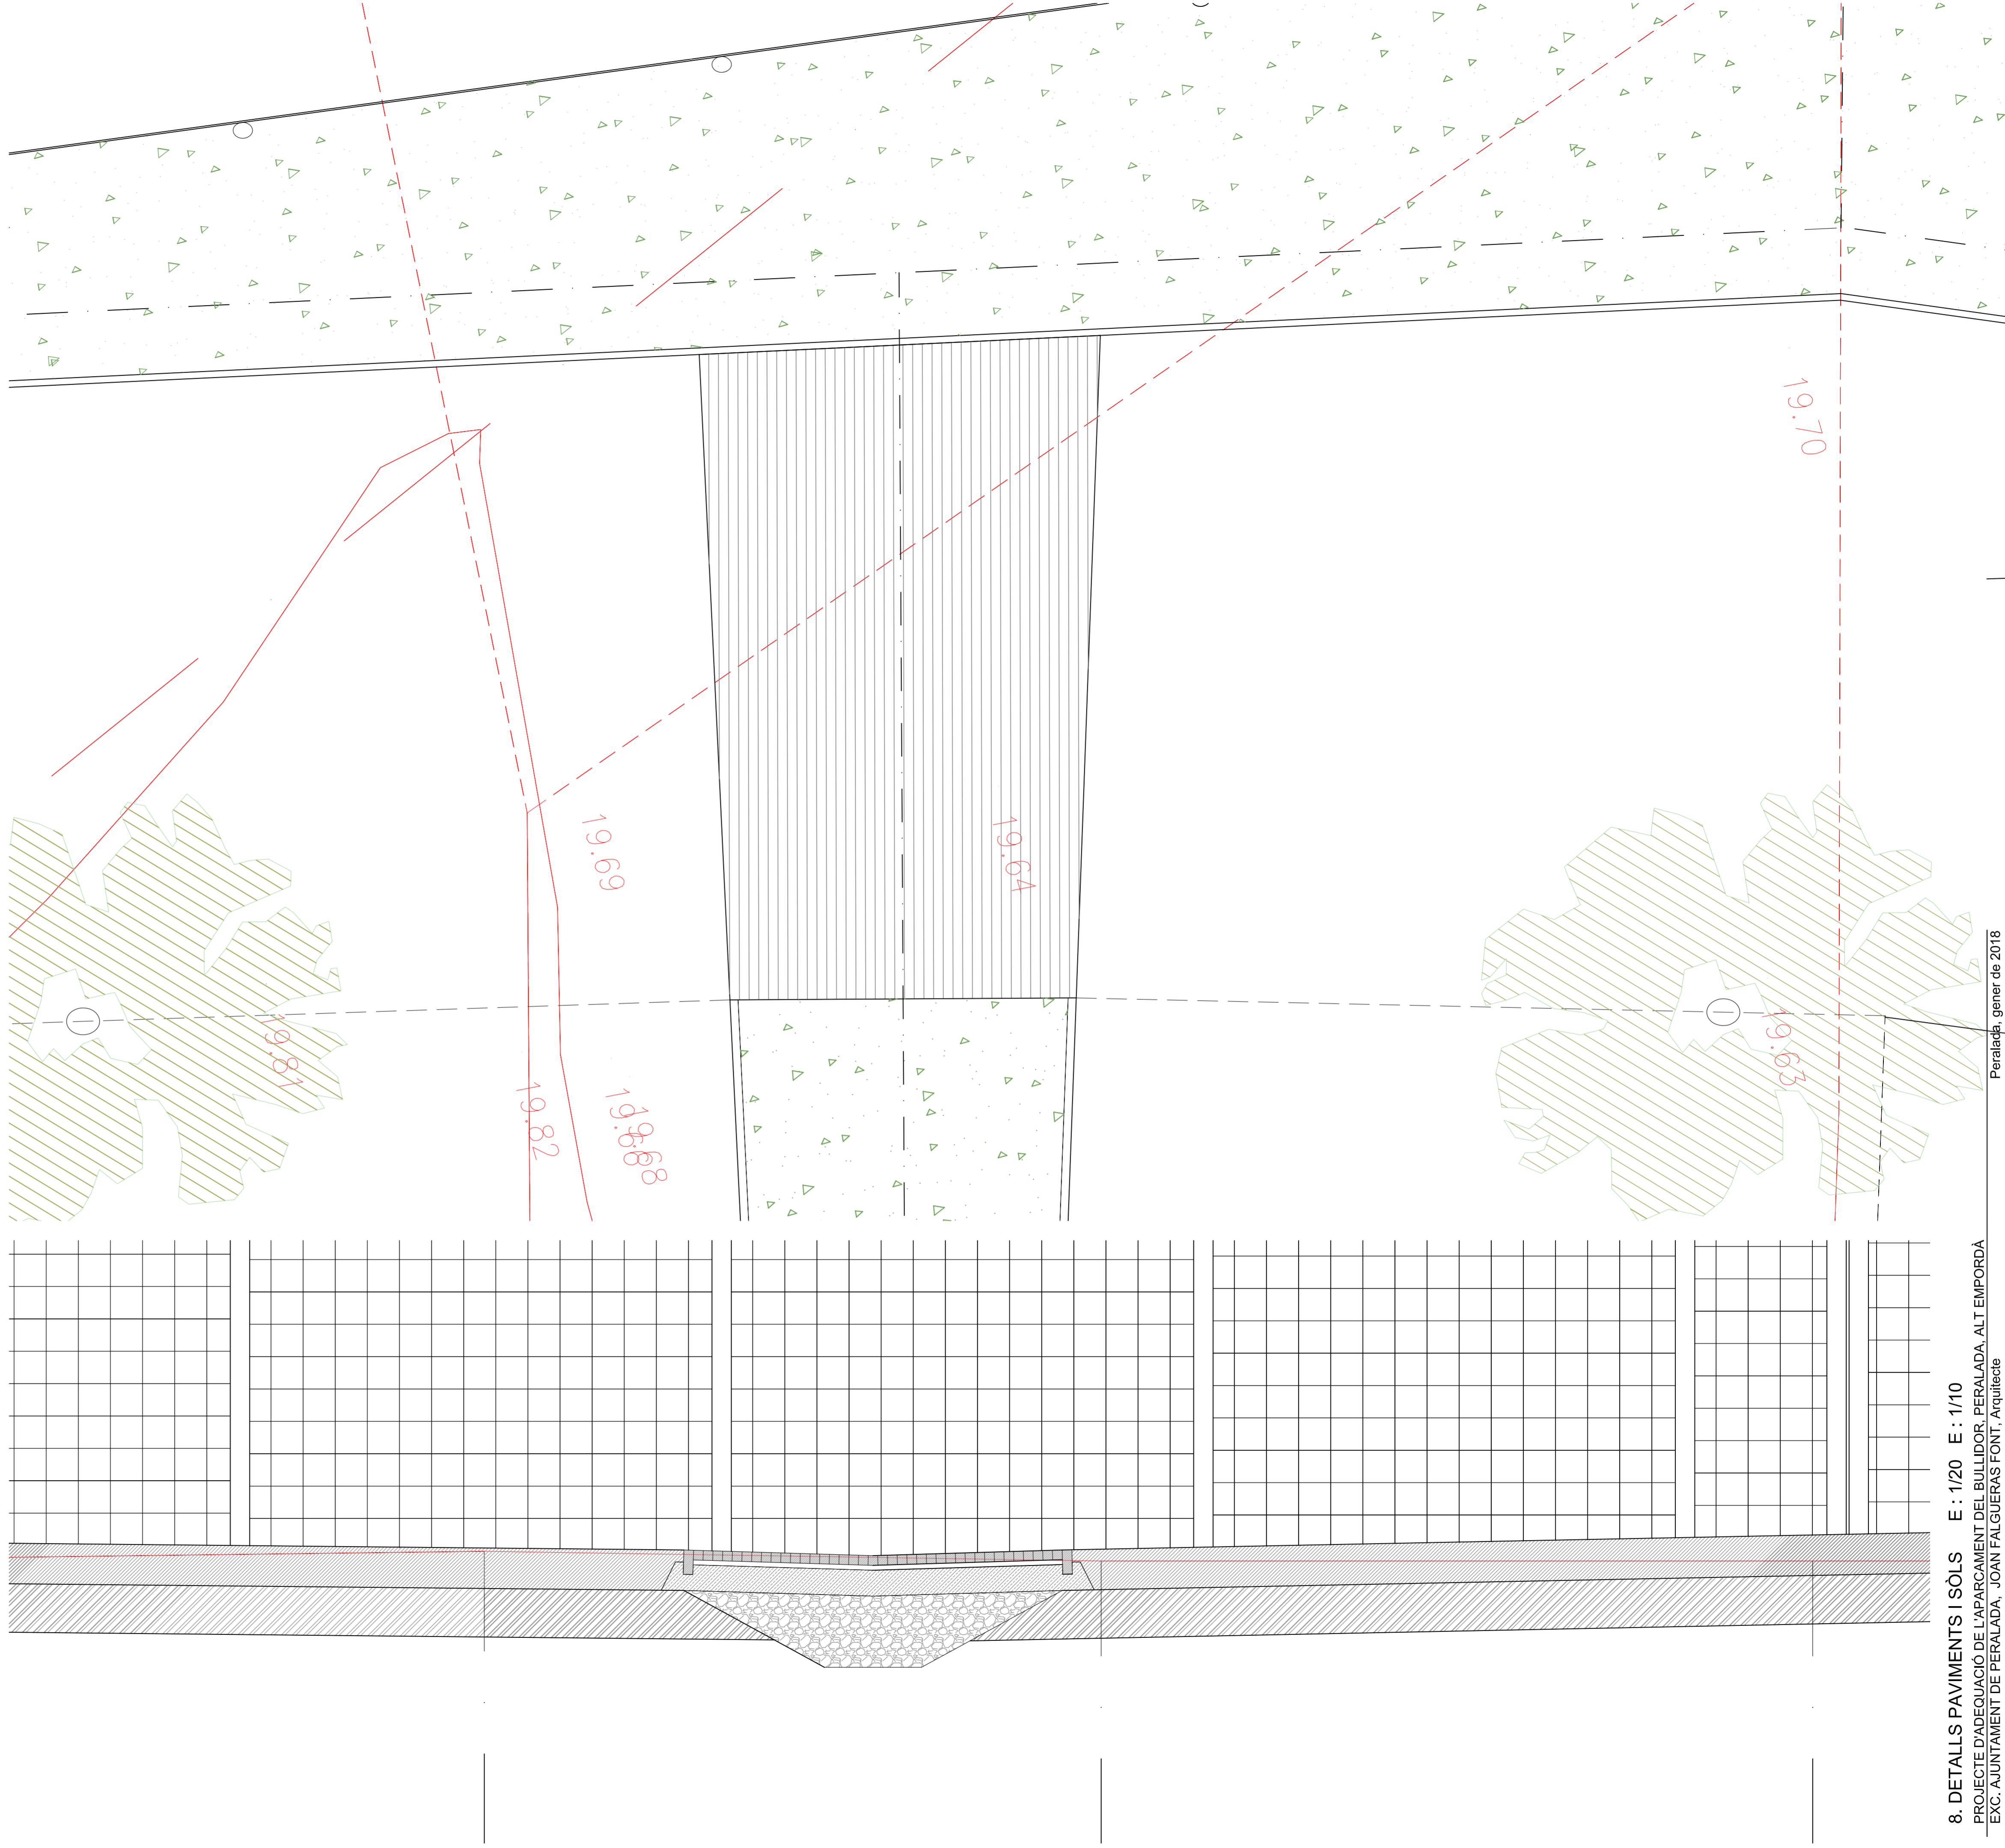 19.70
19.69
19.64
19.81
19.82
19.68
19.63
8. DETALLS PAVIMENTS I SÒLS E : 1/20 E : 1/10
PROJECTE D'ADEQUACIÓ DE L'APARCAMENT DEL BULLIDOR, PERALADA, ALT EMPORDÀ
EXC. AJUNTAMENT DE PERALADA, JOAN FALGUERAS FONT, Arquitecte
Peralada, gener de 2018